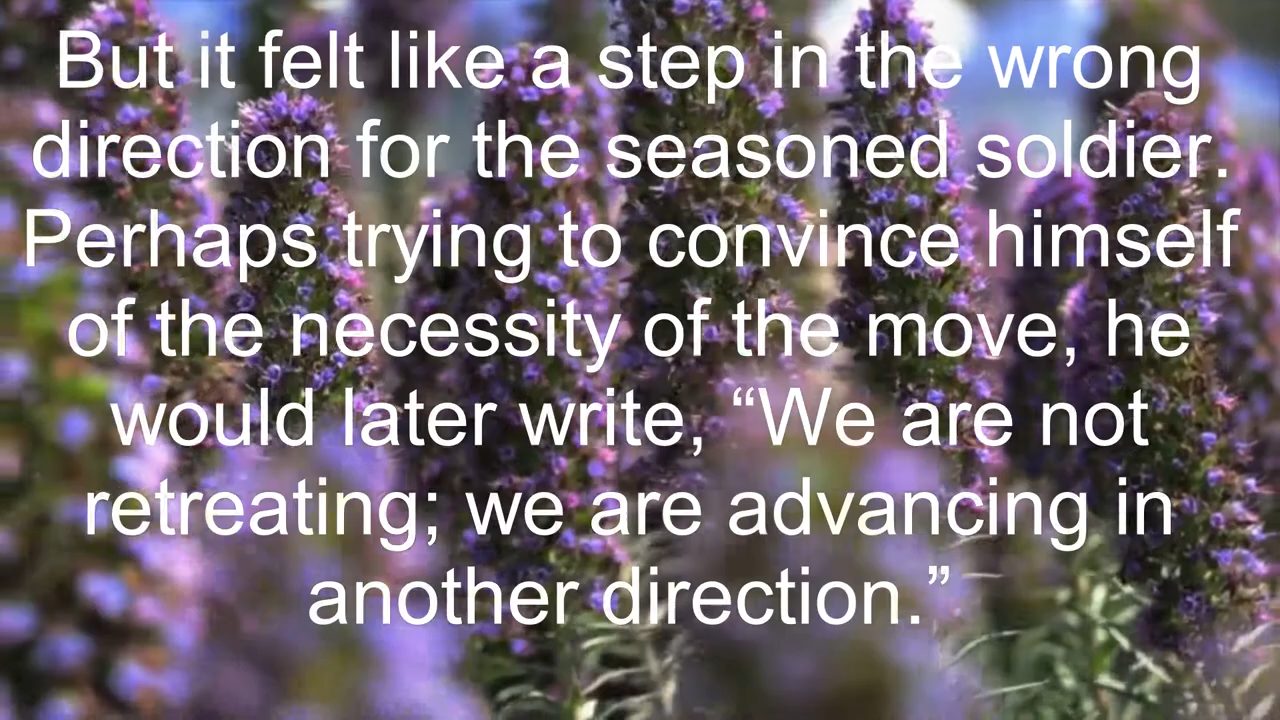 But it felt like a step in the wrong
direction for the seasoned soldier.
Perhaps trying to convince himself
of the necessity of the move, he
would later write, “We are not
retreating; we are advancing in
another direction.”